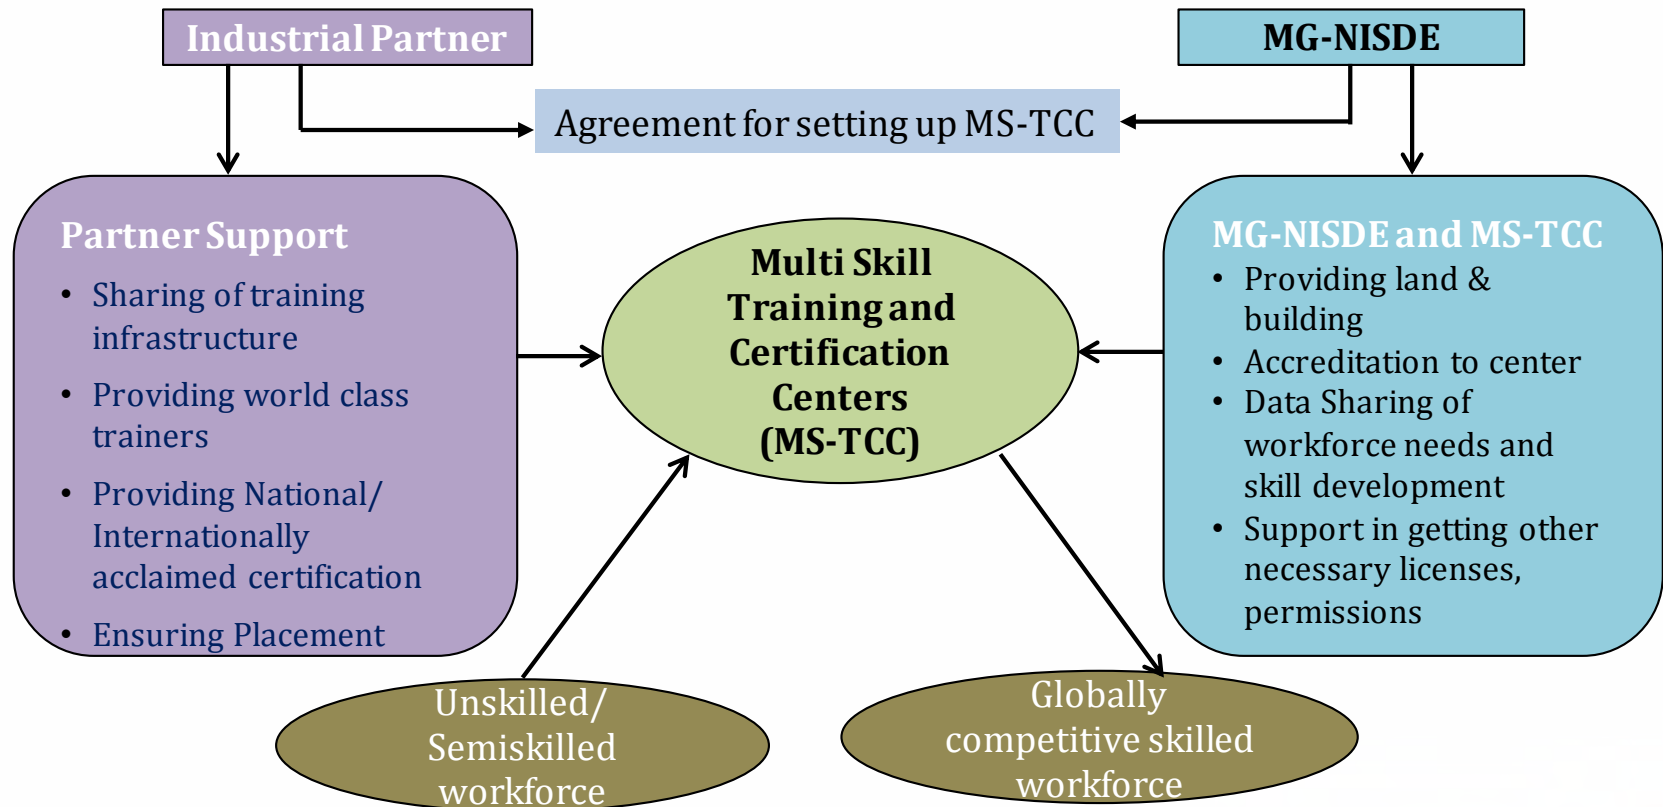 Industrial Partner
MG-NISDE
Agreement for setting up MS-TCC
Partner Support
• Sharing of training
infrastructure
• Providing world class
trainers
• Providing National/
Internationally
acclaimed certification
• Ensuring Placement
Multi Skill
Training and
Certification
Centers
(MS-TCC)
MG-NISDE and MS-TCC
• Providing land &
building
• Accreditation to center
• Data Sharing of
workforce needs and
skill development
• Support in getting other
necessary licenses,
permissions
Unskilled/
Semiskilled
workforce
Globally
competitive skilled
workforce